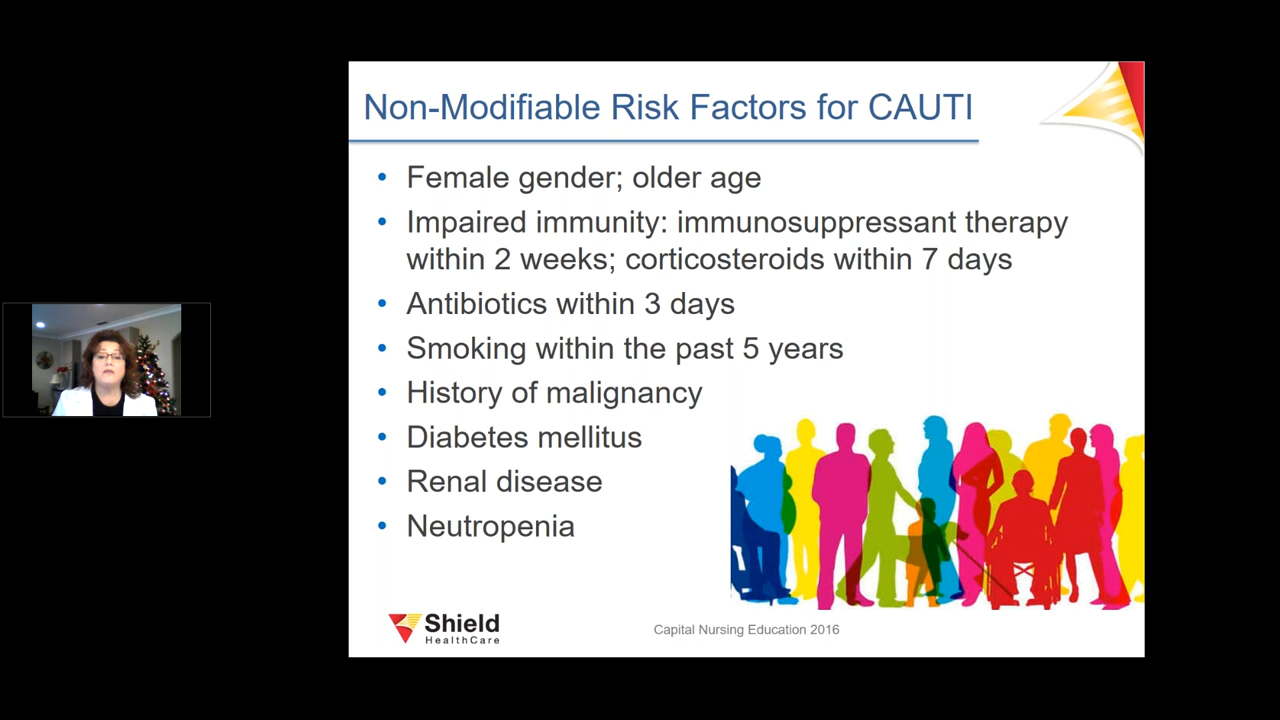 Non-Modifiable Risk Factors for CAUTI
• Female gender; older age
• Impaired immunity: immunosuppressant therapy
within 2 weeks; corticosteroids within 7 days
• Antibiotics within 3 days
• Smoking within the past 5 years
• History of malignancy
• Diabetes mellitus
• Renal disease
• Neutropenia
Shield
HealthCare
Capital Nursing Education 2016